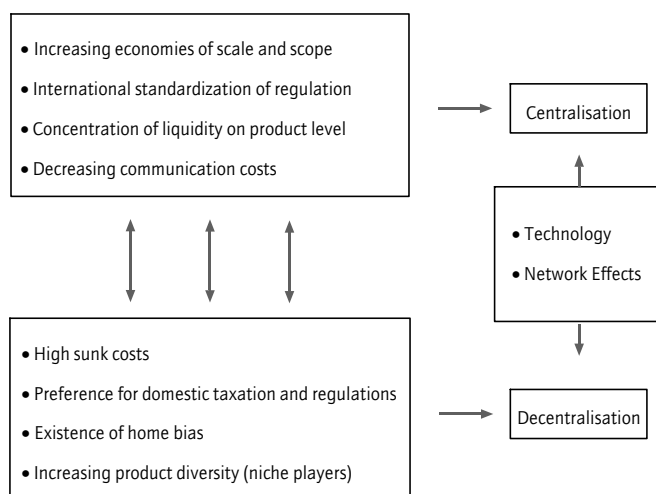 • Increasing economies of scale and scope
• International standardization of regulation
• Concentration of liquidity on product level
• Decreasing communication costs
Centralisation
• Technology
• Network Effects
• High sunk costs
• Preference for domestic taxation and regulations
• Existence of home bias
• Increasing product diversity (niche players)
Decentralisation